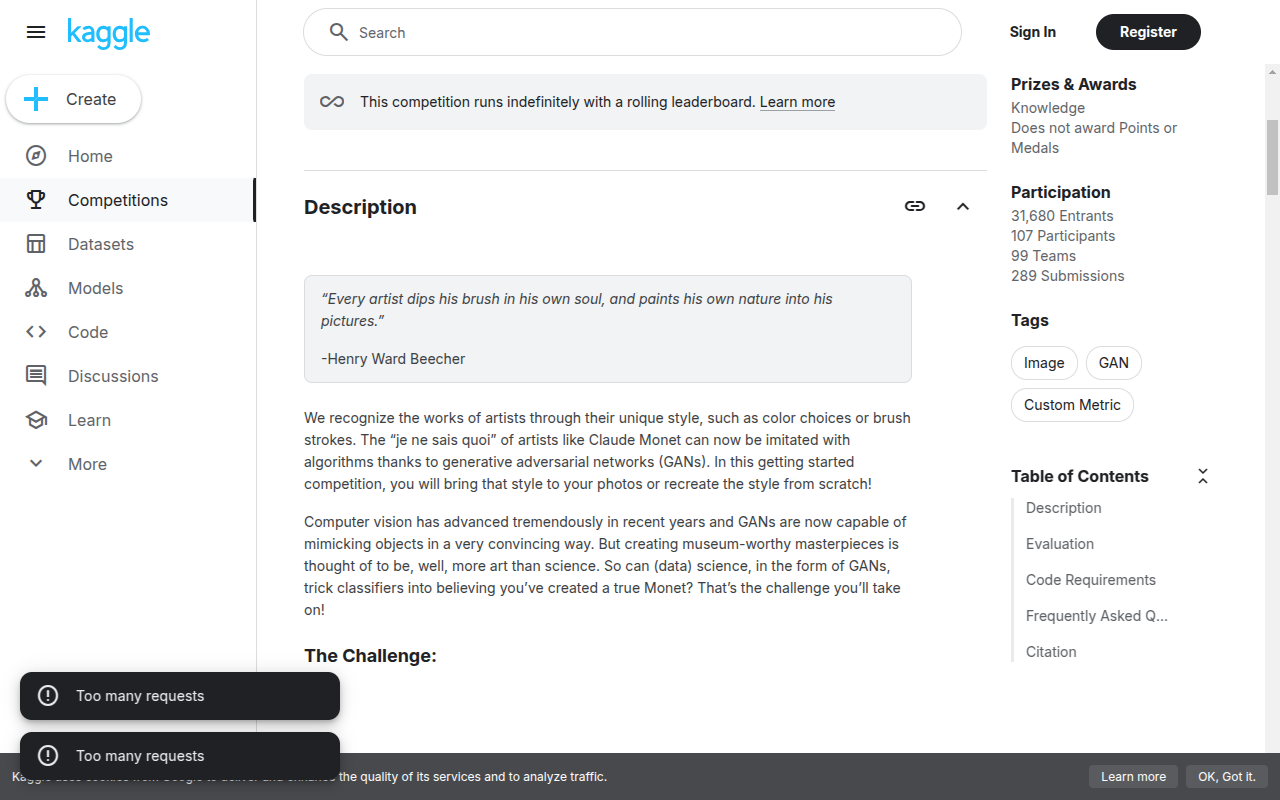 kaggle
Search
Sign In
Register
Create
Home
Competitions
Datasets
Models
Code
Discussions
Learn
More
This competition runs indefinitely with a rolling leaderboard. Learn more
Description
“Every artist dips his brush in his own soul, and paints his own nature into his
pictures.”
-Henry Ward Beecher
We recognize the works of artists through their unique style, such as color choices or brush
strokes. The “je ne sais quoi” of artists like Claude Monet can now be imitated with
algorithms thanks to generative adversarial networks (GANs). In this getting started
competition, you will bring that style to your photos or recreate the style from scratch!
Computer vision has advanced tremendously in recent years and GANs are now capable of
mimicking objects in a very convincing way. But creating museum-worthy masterpieces is
thought of to be, well, more art than science. So can (data) science, in the form of GANs,
trick classifiers into believing you’ve created a true Monet? That’s the challenge you’ll take
on!
The Challenge:
Prizes & Awards
Knowledge
Does not award Points or
Medals
Participation
31,680 Entrants
107 Participants
99 Teams
289 Submissions
Tags
Image
GAN
Custom Metric
Table of Contents
Description
Evaluation
Code Requirements
Frequently Asked Q...
Citation
Too many requests
Too many requests
the quality of its services and to analyze traffic.
Learn more
OK, Got it.